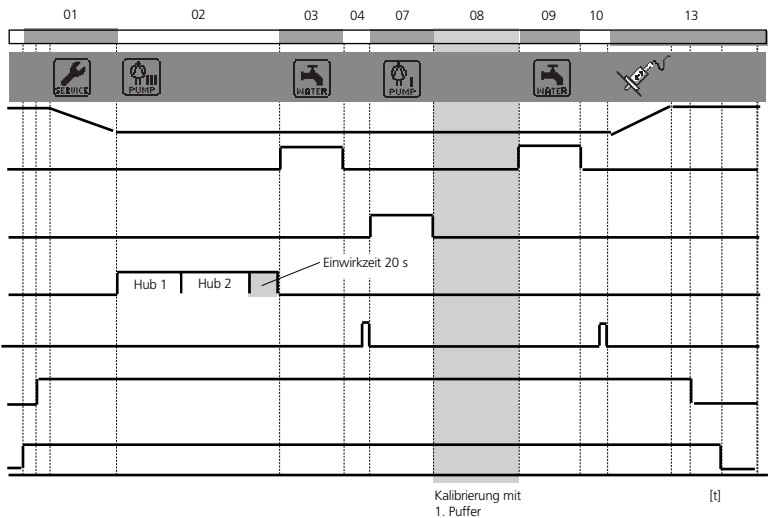 01 02 03 04 07 08 09 10 13
SERVICE PUMP WATER PUMP WATER
Einwirkzeit 20 s
Hub 1 Hub 2
Kalibrierung mit [t]
1. Puffer